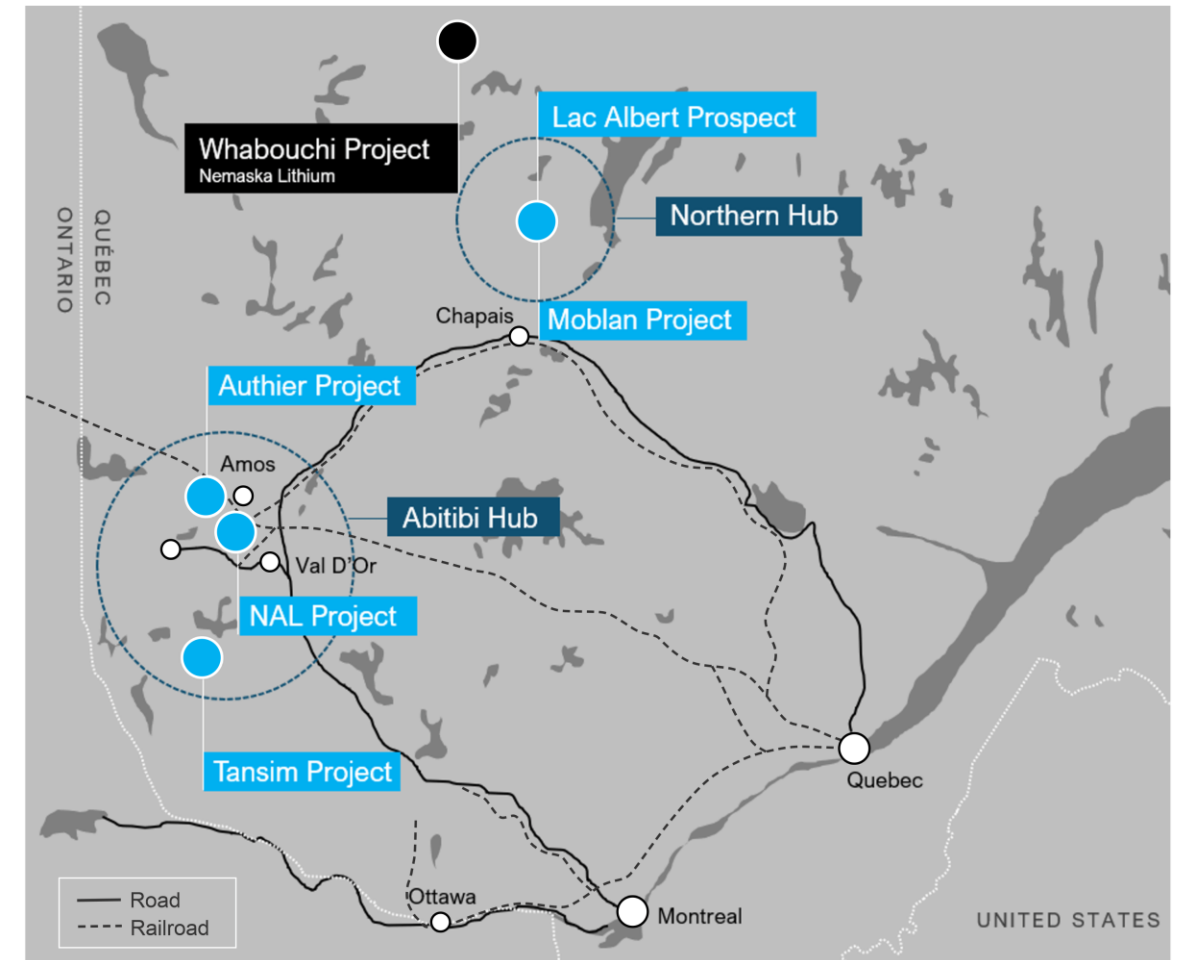 Lac Albert Prospect
Whabouchi Project
Nemaska Lithium
Northern Hub
QUÉBEC
ONTARIO
Chapais
Moblan Project
Authier Project
Amos
Abitibi Hub
Val D'Or
NAL Project
Tansim Project
Quebec
Ottawa
Montreal
UNITED STATES
Road
Railroad